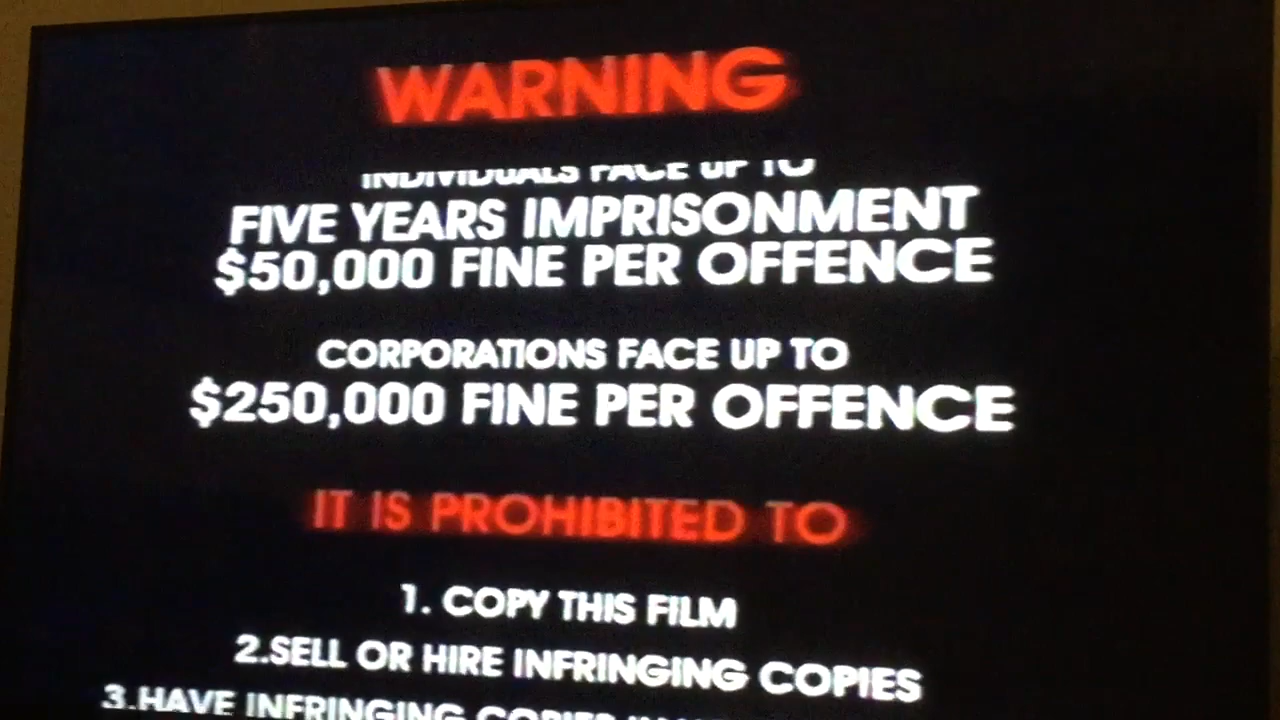 WARNING
INDIVIDUALS FACE UP TO
FIVE YEARS IMPRISONMENT
$50,000 FINE PER OFFENCE
CORPORATIONS FACE UP TO
$250,000 FINE PER OFFENCE
IT IS PROHIBITED TO
1. COPY THIS FILM
2.SELL OR HIRE INFRINGING COPIES
3.HAVE INFRINGING COPIES